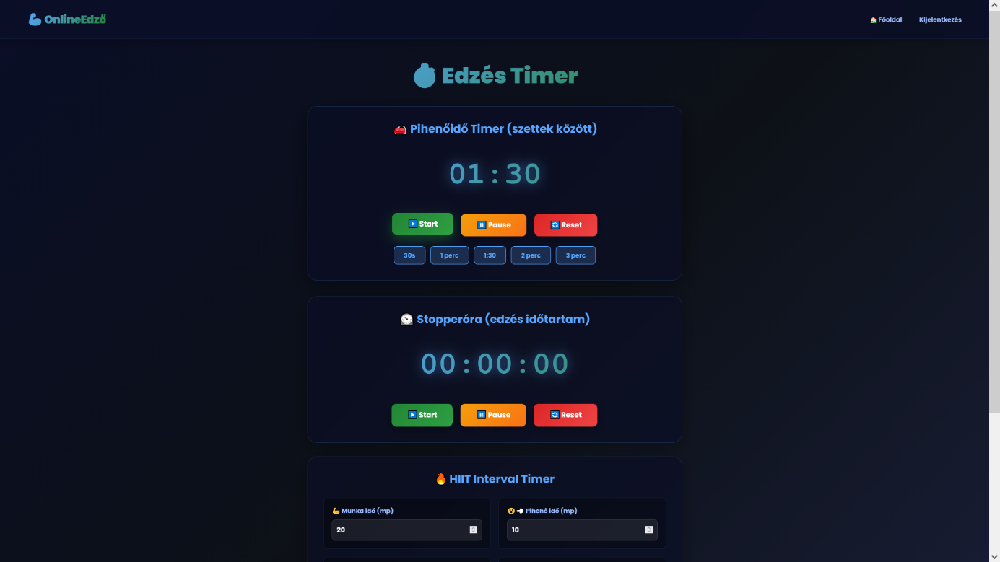 OnlineEdző
Főoldal
Kijelentkezés
Edzés Timer
Pihenőidő Timer (szettek között)
01:30
Start
Pause
Reset
30s
1 perc
1:30
2 perc
3 perc
Stopperóra (edzés időtartam)
00:00:00
Start
Pause
Reset
HIIT Interval Timer
Munka idő (mp)
Pihenő idő (mp)
20
10